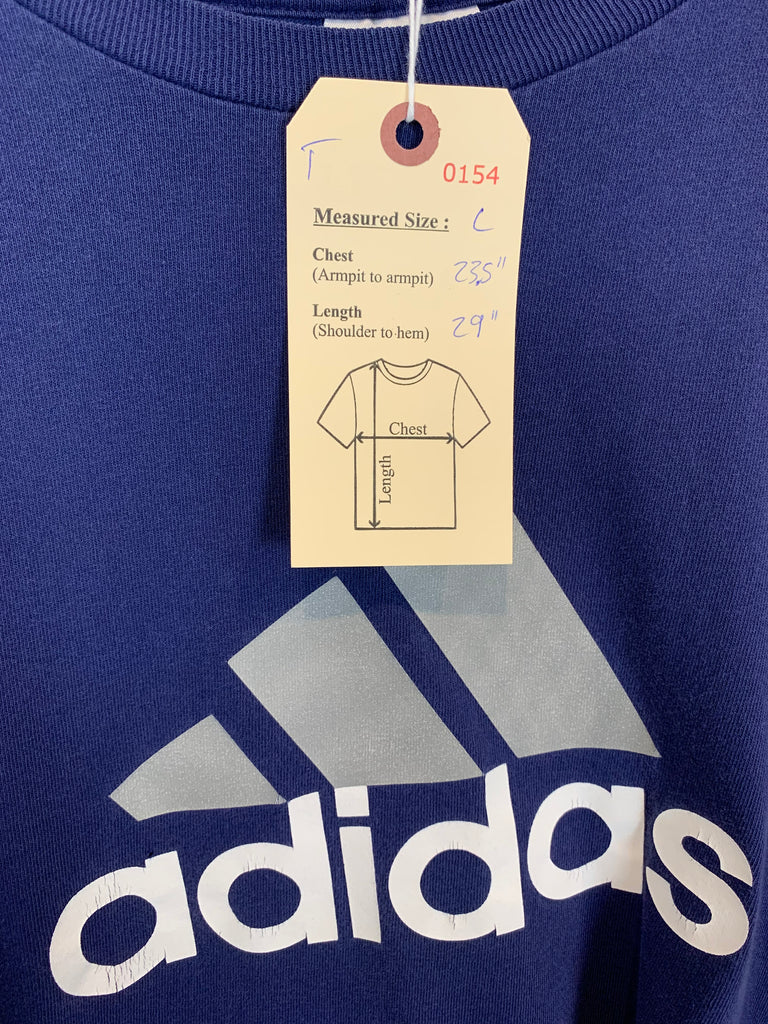 T
0154
Measured Size : L
Chest
(Armpit to armpit) 23.5"
Length
(Shoulder to hem) 29"
Chest
Length
adidas